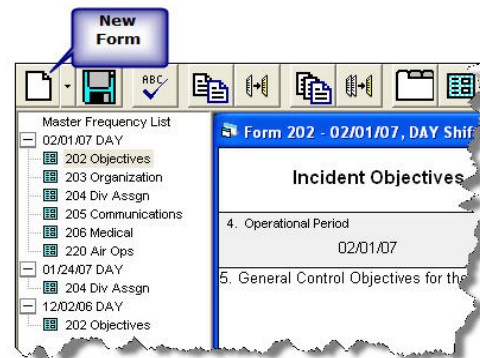 New
Form
ABC
Master Frequency List
02/01/07 DAY
202 Objectives
203 Organization
204 Div Assgn
205 Communications
206 Medical
220 Air Ops
01/24/07 DAY
204 Div Assgn
12/02/06 DAY
202 Objectives
Form 202 - 02/01/07, DAY Shif
Incident Objectives
4. Operational Period
02/01/07
5. General Control Objectives for the